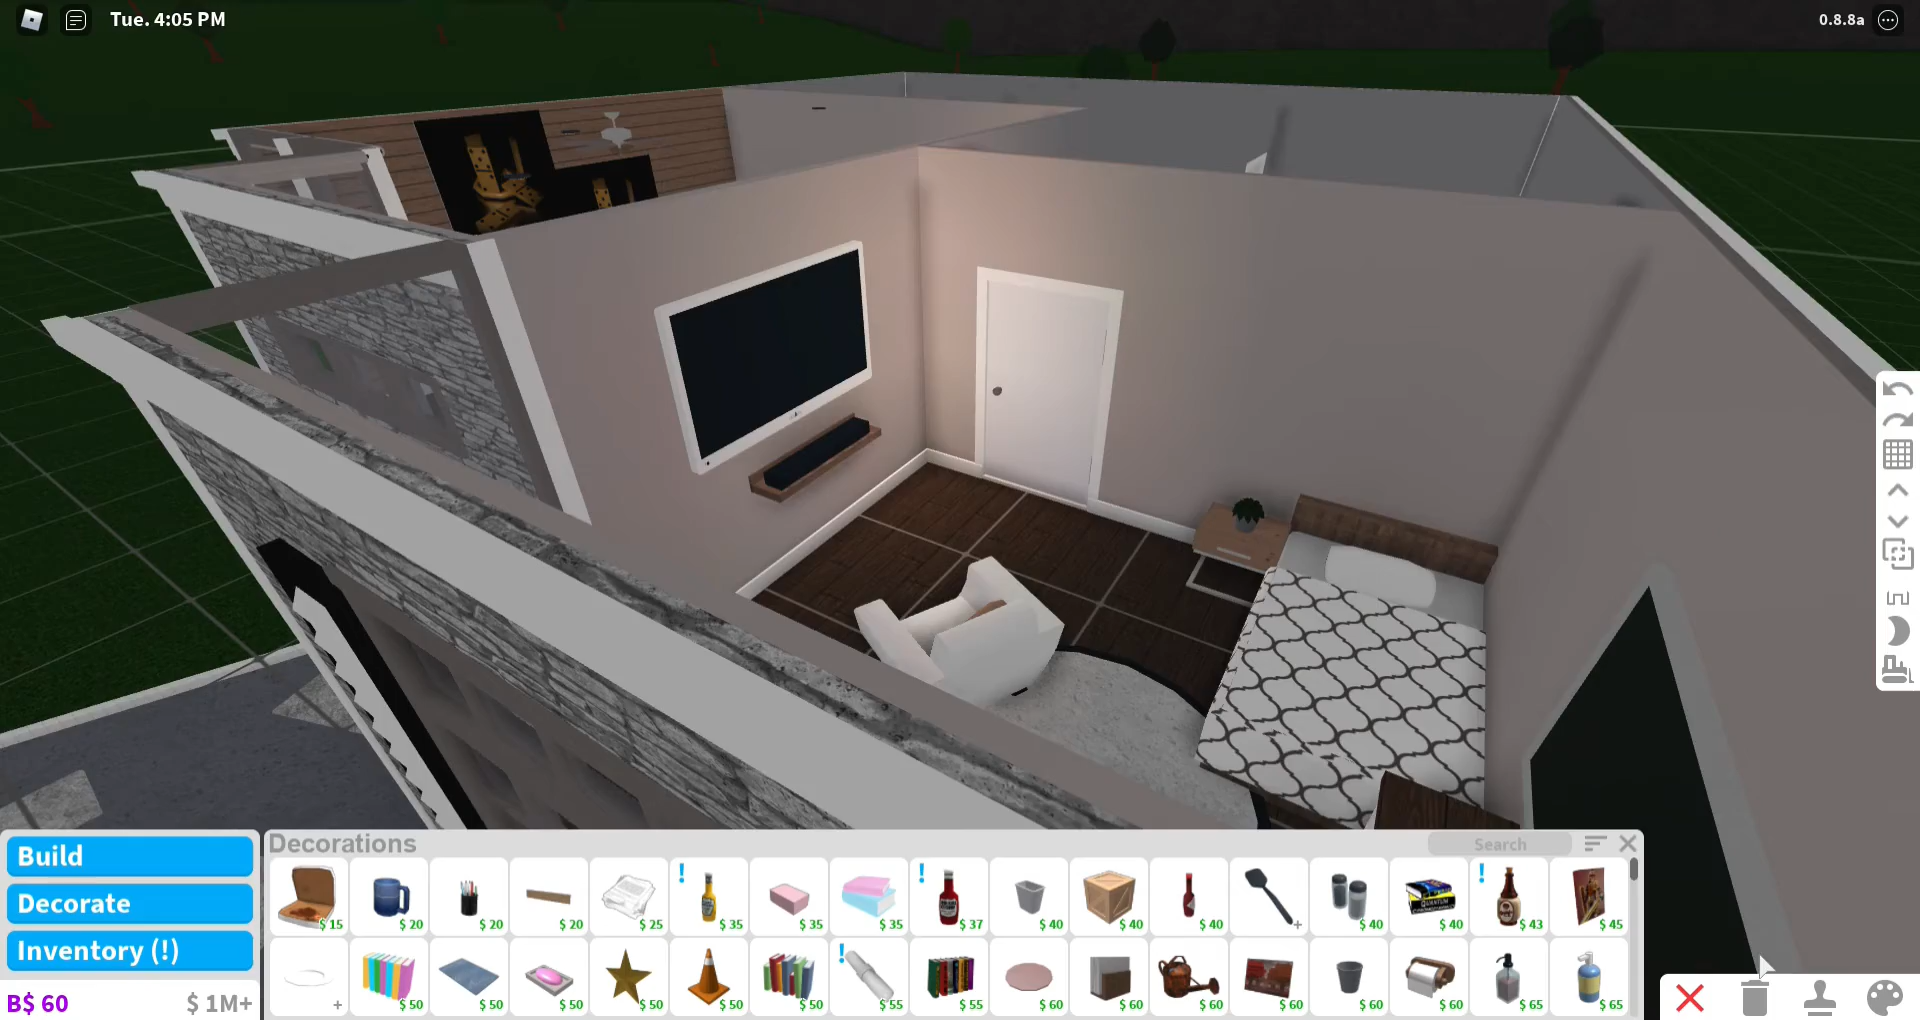 Tue. 4:05 PM
0.8.8a
Build
Decorate
Inventory (!)
B$ 60
$ 1M+
Decorations
Search
$ 15
$ 20
$ 20
$ 20
$ 25
! $ 35
$ 35
$ 35
! $ 37
$ 40
$ 40
$ 40
+
$ 40
QUANTUM
$ 40
! $ 43
$ 45
+
$ 50
$ 50
$ 50
$ 50
$ 50
$ 50
! $ 55
$ 55
$ 60
$ 60
$ 60
$ 60
$ 60
$ 60
$ 65
$ 65